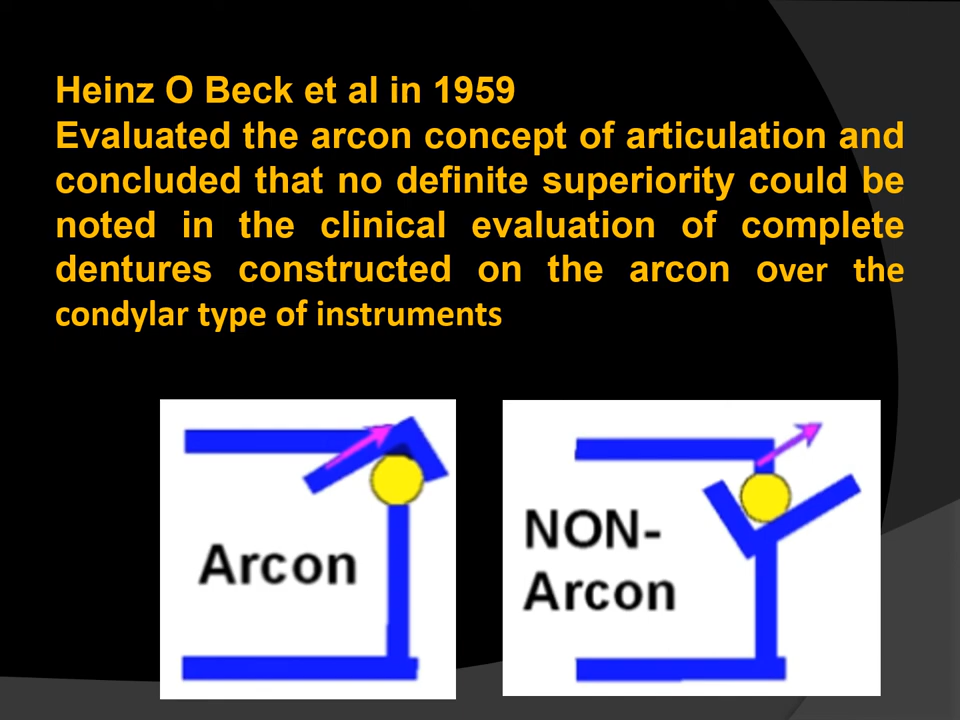 Heinz O Beck et al in 1959
Evaluated the arcon concept of articulation and
concluded that no definite superiority could be
noted in the clinical evaluation of complete
dentures constructed on the arcon over the
condylar type of instruments
Arcon
NON-
Arcon